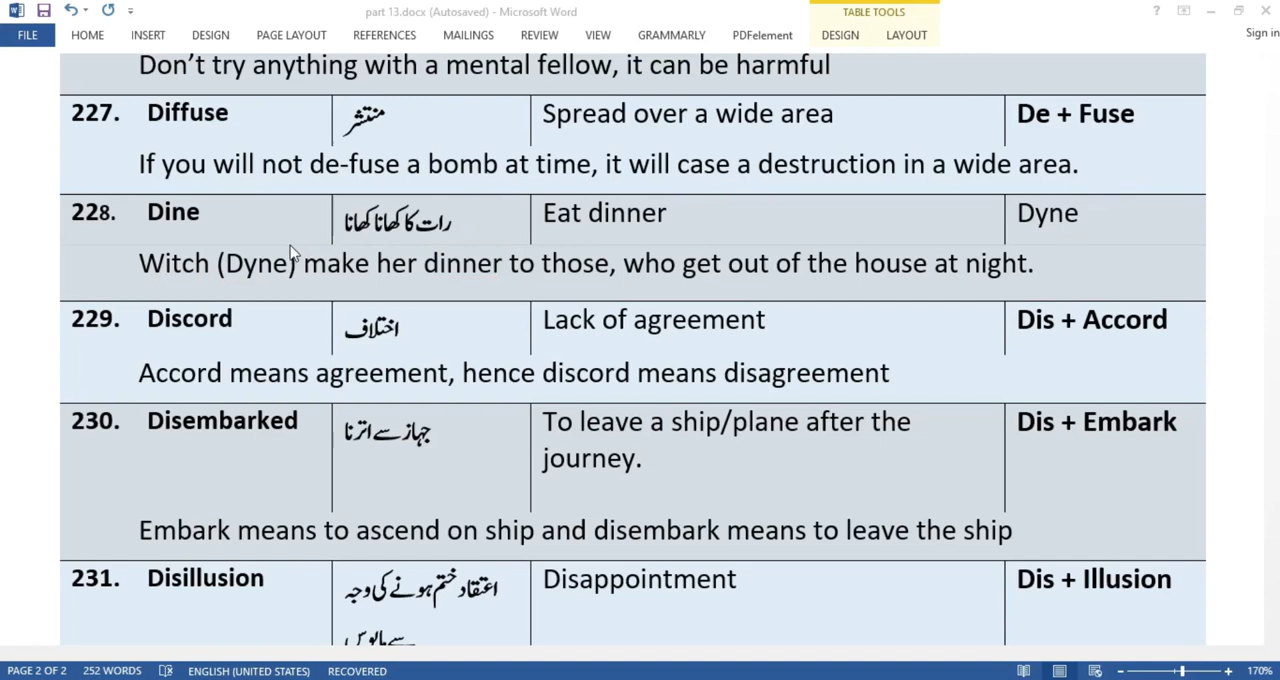 part 13.docx (Autosaved) - Microsoft Word
TABLE TOOLS
Sign in
FILE HOME INSERT DESIGN PAGE LAYOUT REFERENCES MAILINGS REVIEW VIEW GRAMMARLY PDFelement DESIGN LAYOUT
Don’t try anything with a mental fellow, it can be harmful
227. Diffuse منتشر Spread over a wide area De + Fuse
If you will not de-fuse a bomb at time, it will case a destruction in a wide area.
228. Dine رات کا کھانا کھانا Eat dinner Dyne
Witch (Dyne) make her dinner to those, who get out of the house at night.
229. Discord اختلاف Lack of agreement Dis + Accord
Accord means agreement, hence discord means disagreement
230. Disembarked جہاز سے اترنا To leave a ship/plane after the Dis + Embark
journey.
Embark means to ascend on ship and disembark means to leave the ship
231. Disillusion اعتقاد ختم ہونے کی وجہ Disappointment Dis + Illusion
سے مایوس
PAGE 2 OF 2 252 WORDS ENGLISH (UNITED STATES) RECOVERED 170%